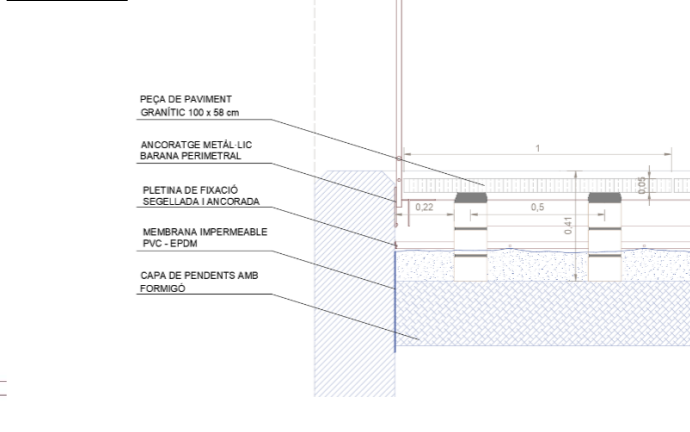 PEÇA DE PAVIMENT
GRANÍTIC 100 x 58 cm
ANCORATGE METÀL·LIC
BARANA PERIMETRAL
PLETINA DE FIXACIÓ
SEGELLADA I ANCORADA
MEMBRANA IMPERMEABLE
PVC - EPDM
CAPA DE PENDENTS AMB
FORMIGÓ
1
0,05
0,22
0,5
0,41